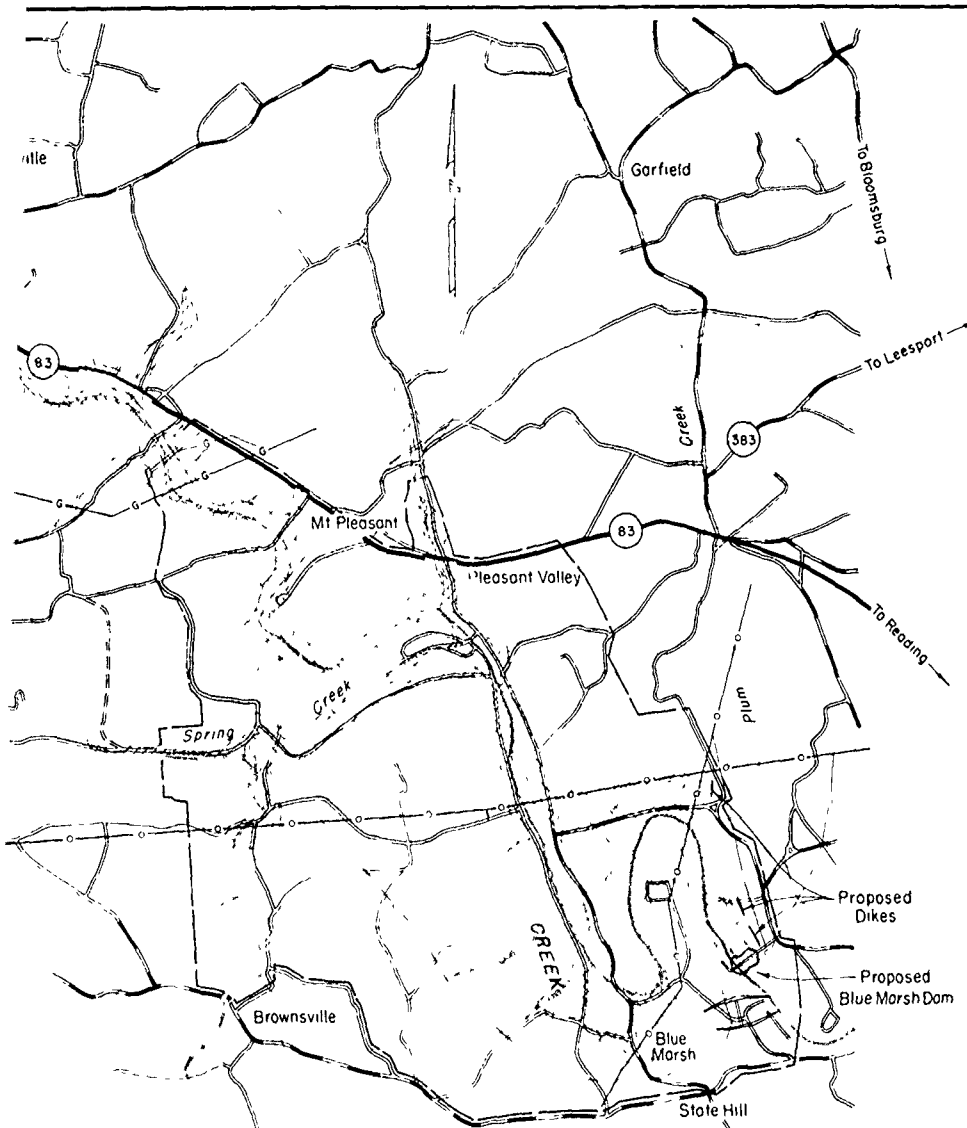 Garfield
To Bloomsburg
83
To Leesport
Creek
383
G
G
G
G
G
Mt Pleasant
83
Pleasant Valley
To Reading
Creek
Plum
Spring
Proposed
Dikes
CREEK
Proposed
Blue Marsh Dam
Brownsville
Blue
Marsh
State Hill